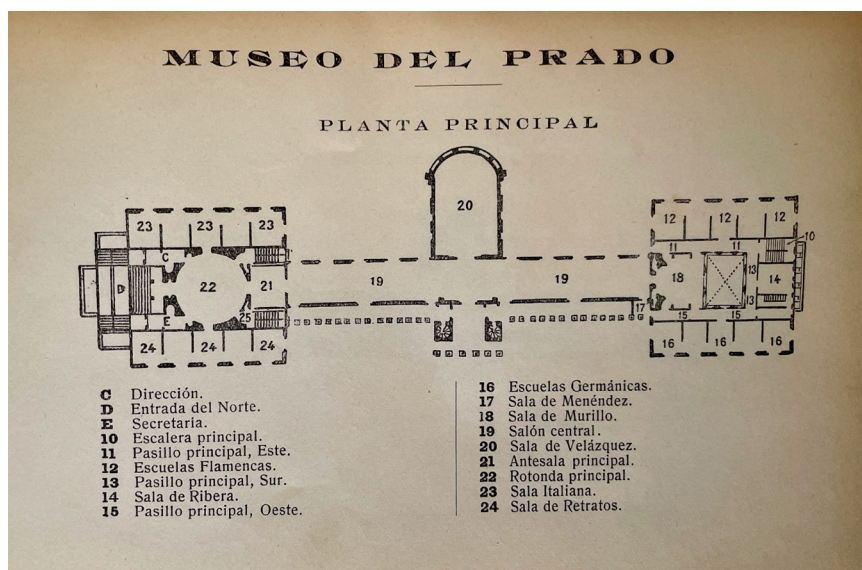 MUSEO DEL PRADO
PLANTA PRINCIPAL
20
23 23 23
12 12 12
10
C
11 11
D
22
21
19
19
18
13
14
13
E
25
17
15 15
24 24 24
16 16 16
C Dirección.
D Entrada del Norte.
E Secretaría.
10 Escalera principal.
11 Pasillo principal, Este.
12 Escuelas Flamencas.
13 Pasillo principal, Sur.
14 Sala de Ribera.
15 Pasillo principal, Oeste.
16 Escuelas Germánicas.
17 Sala de Menéndez.
18 Sala de Murillo.
19 Salón central.
20 Sala de Velázquez.
21 Antesala principal.
22 Rotonda principal.
23 Sala Italiana.
24 Sala de Retratos.